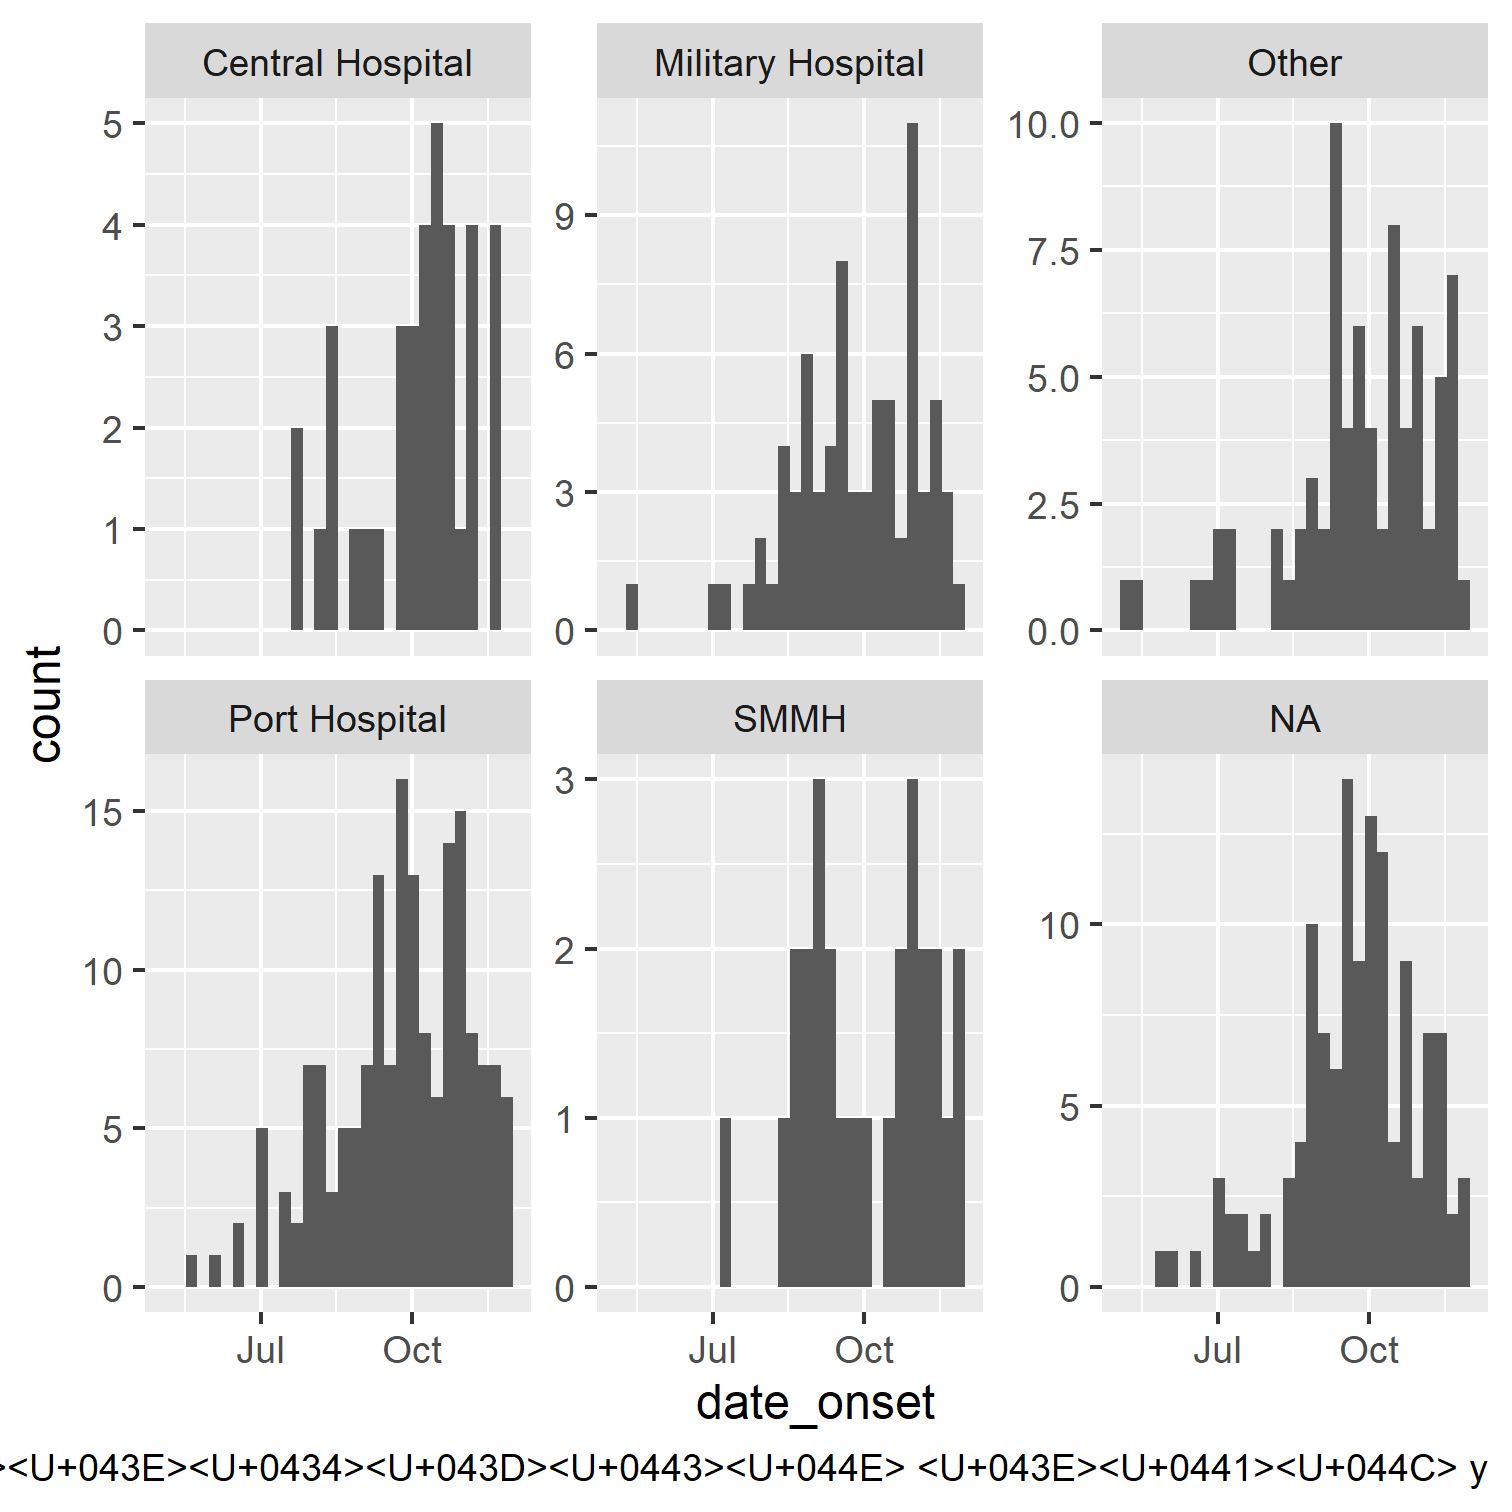 Central Hospital Military Hospital Other
5 4 3 2 1 0
9 6 3 0
10.0 7.5 5.0 2.5 0.0
count
Port Hospital SMMH NA
15 10 5 0
3 2 1 0
10 5 0
Jul Oct Jul Oct Jul Oct
date_onset
><U+043E><U+0434><U+043D><U+0443><U+044E> <U+043E><U+0441><U+044C> y